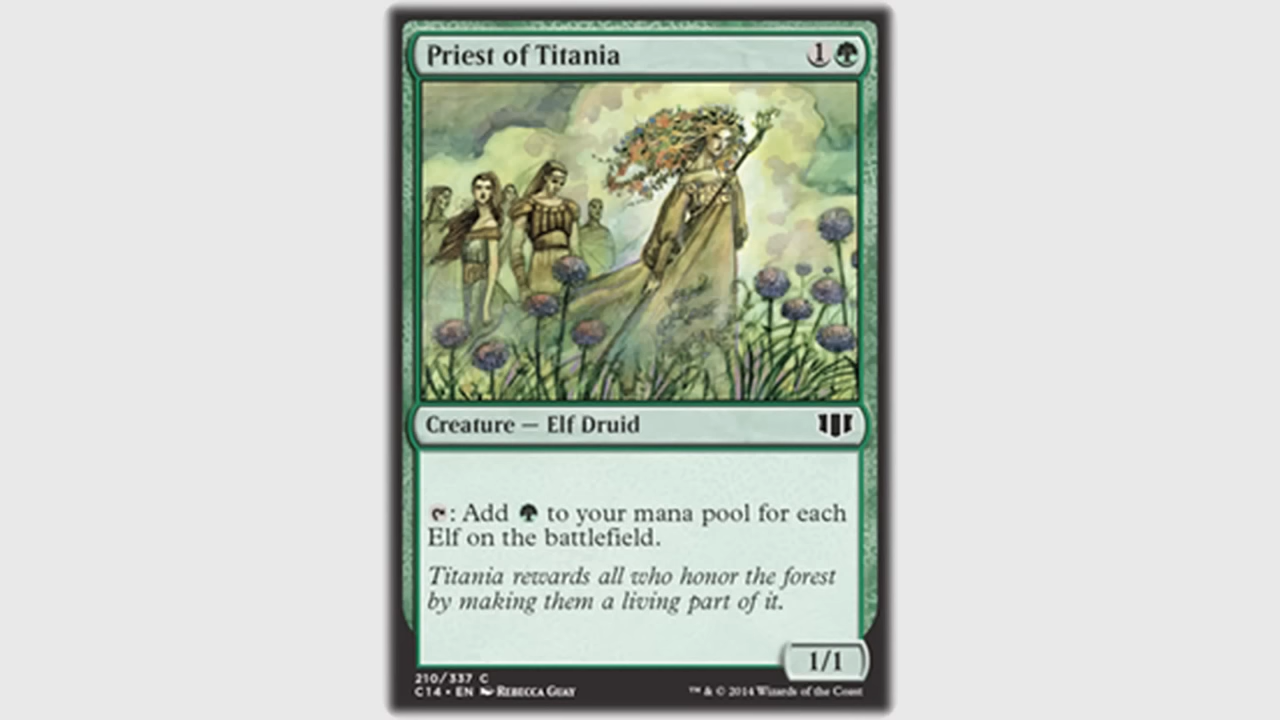 Priest of Titania 1
Creature — Elf Druid
: Add to your mana pool for each
Elf on the battlefield.
Titania rewards all who honor the forest
by making them a living part of it.
1/1
210/337 C
C14 • EN Rebecca Guay ™ & © 2014 Wizards of the Coast